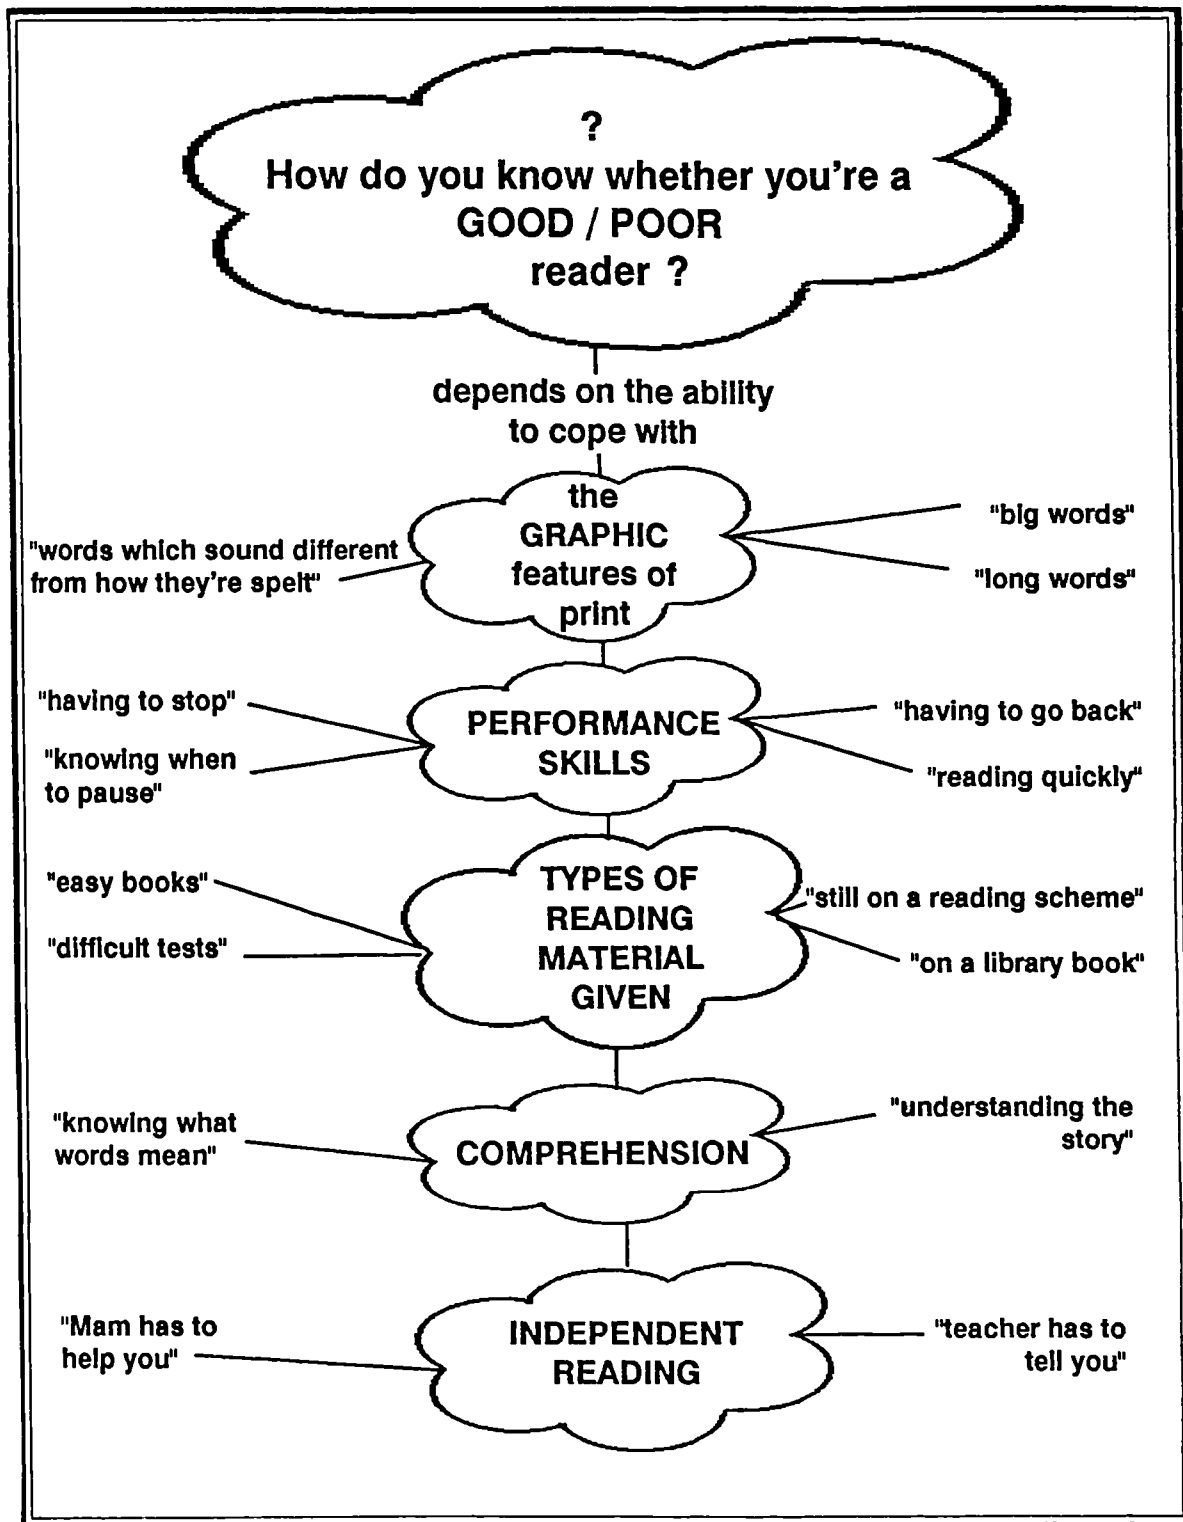 ?
How do you know whether you're a
GOOD / POOR
reader ?
depends on the ability
to cope with
the
GRAPHIC
features of
print
"words which sound different
from how they're spelt"
"big words"
"long words"
PERFORMANCE
SKILLS
"having to stop"
"knowing when
to pause"
"having to go back"
"reading quickly"
TYPES OF
READING
MATERIAL
GIVEN
"easy books"
"difficult tests"
"still on a reading scheme"
"on a library book"
COMPREHENSION
"knowing what
words mean"
"understanding the
story"
INDEPENDENT
READING
"Mam has to
help you"
"teacher has to
tell you"